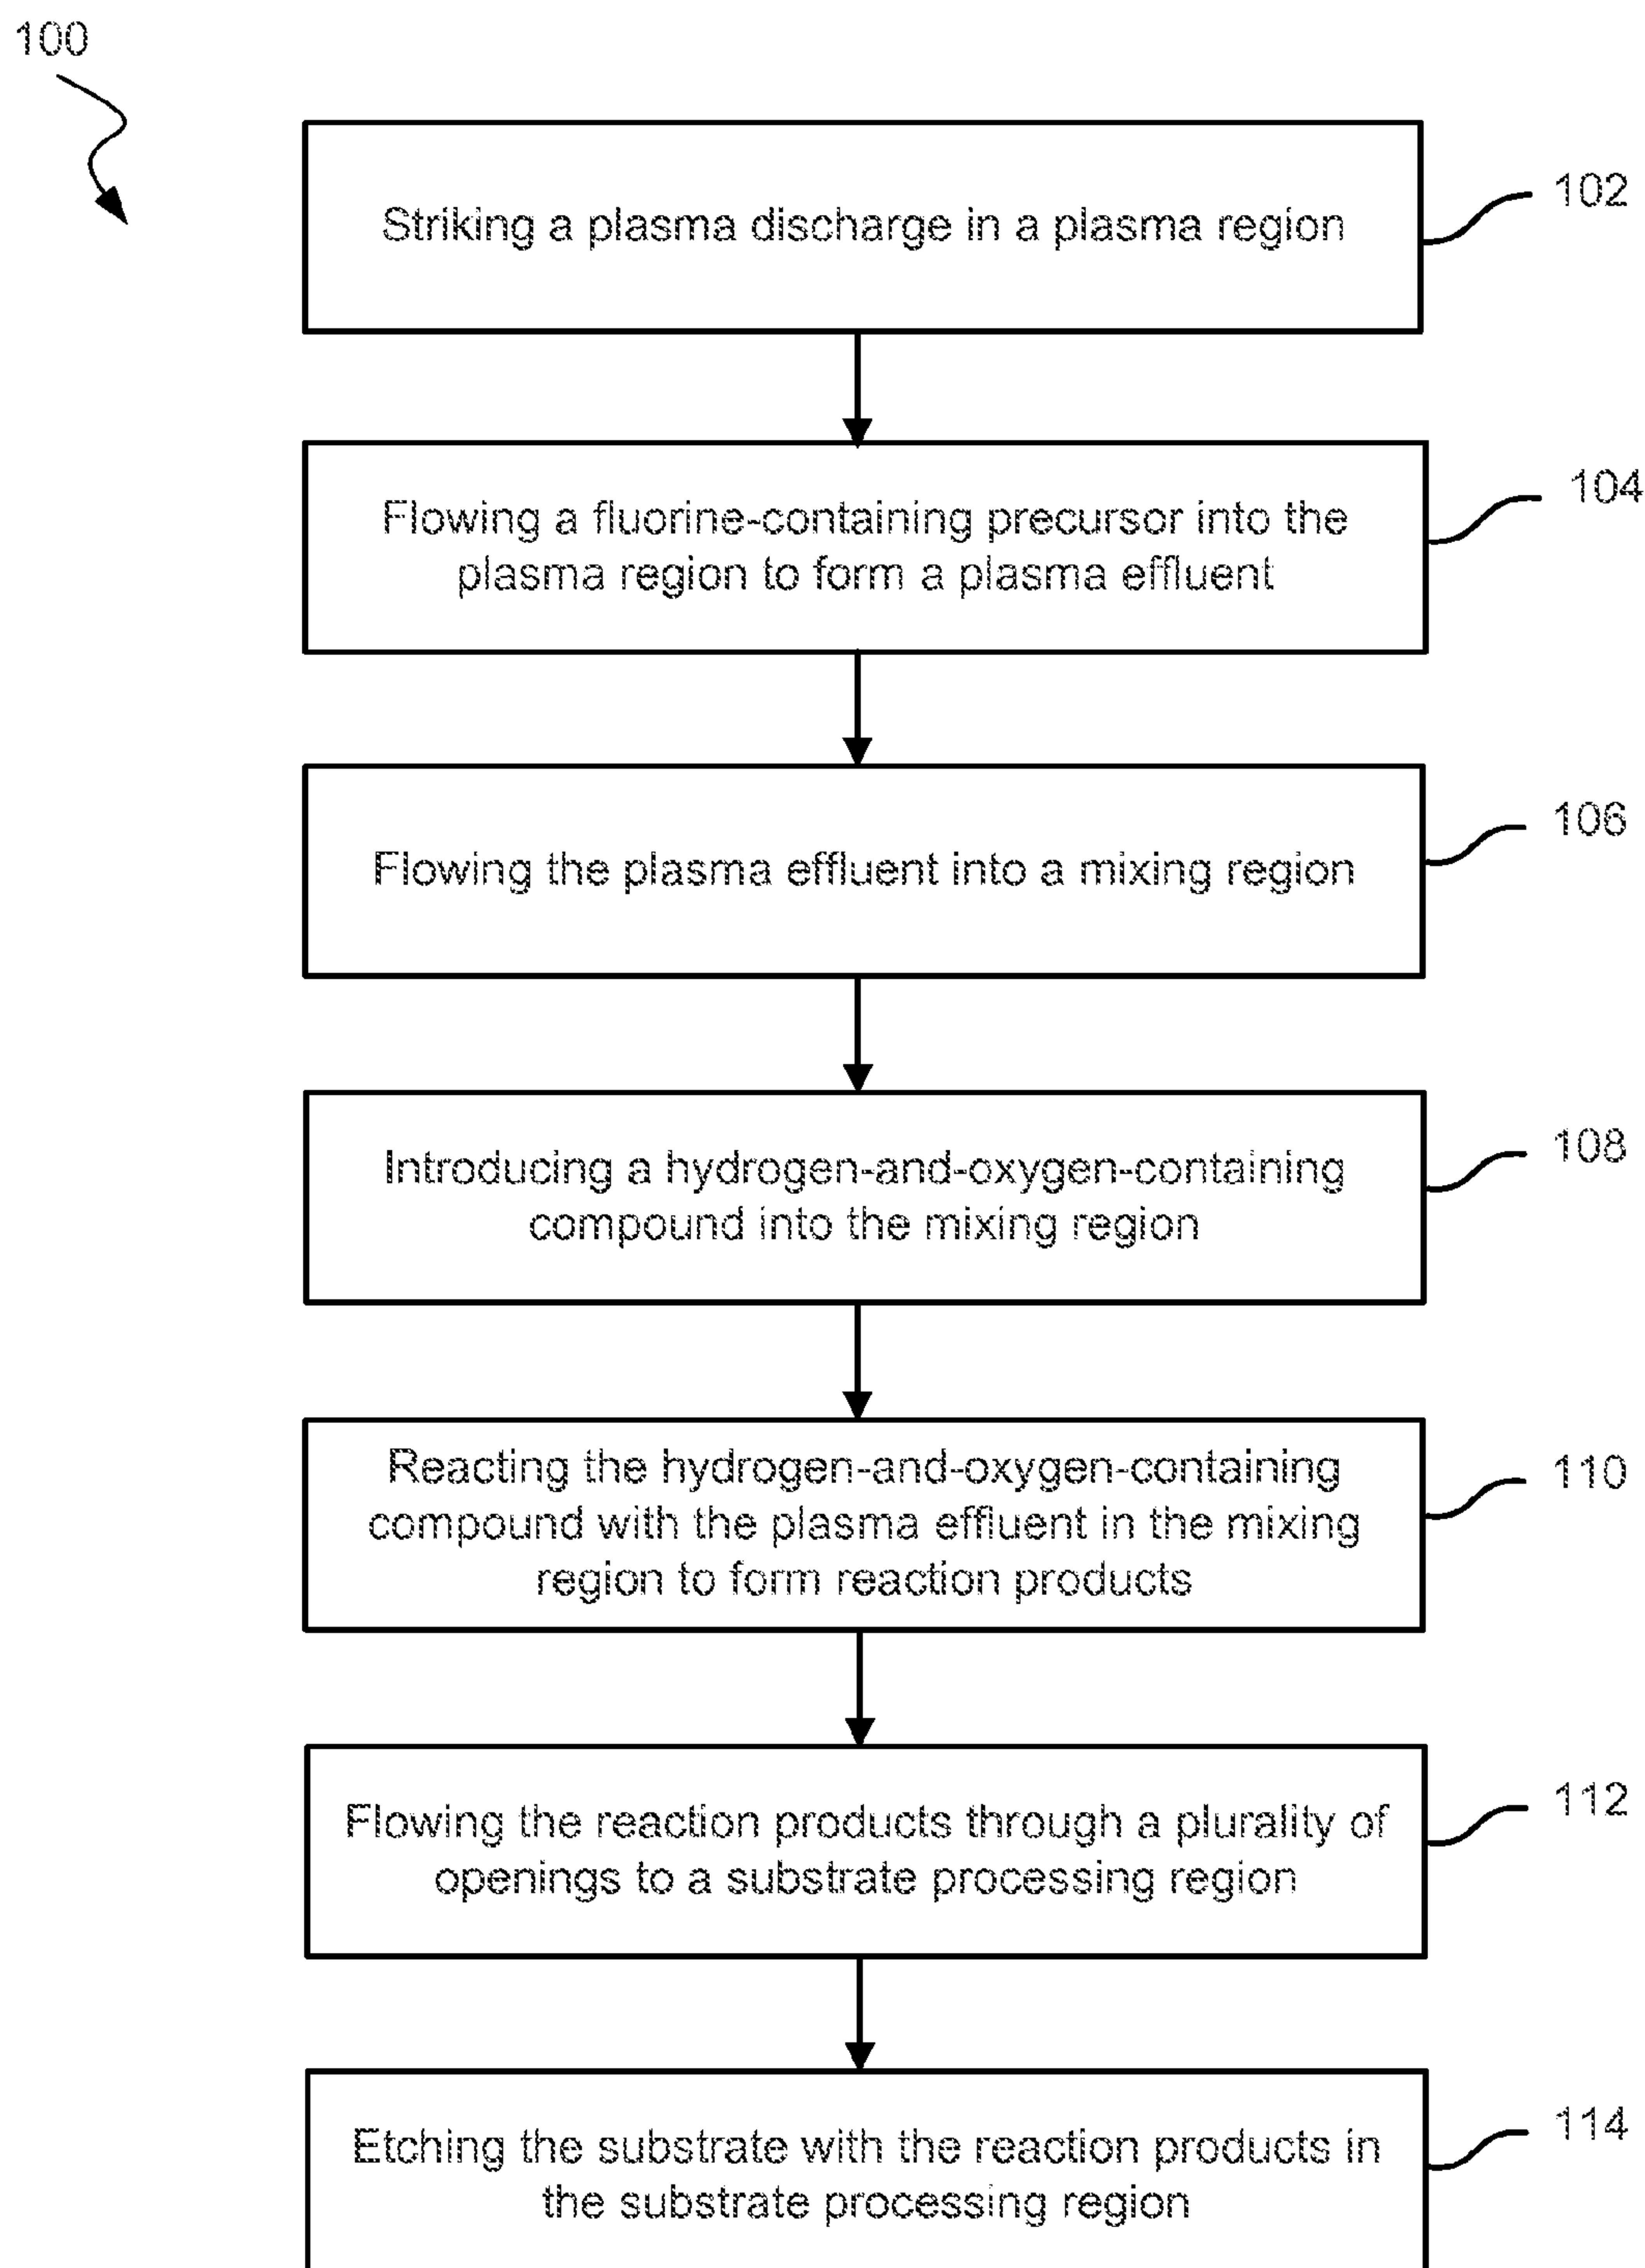 100
Striking a plasma discharge in a plasma region
102
Flowing a fluorine-containing precursor into the
plasma region to form a plasma effluent
104
Flowing the plasma effluent into a mixing region
106
Introducing a hydrogen-and-oxygen-containing
compound into the mixing region
108
Reacting the hydrogen-and-oxygen-containing
compound with the plasma effluent in the mixing
region to form reaction products
110
Flowing the reaction products through a plurality of
openings to a substrate processing region
112
Etching the substrate with the reaction products in
the substrate processing region
114